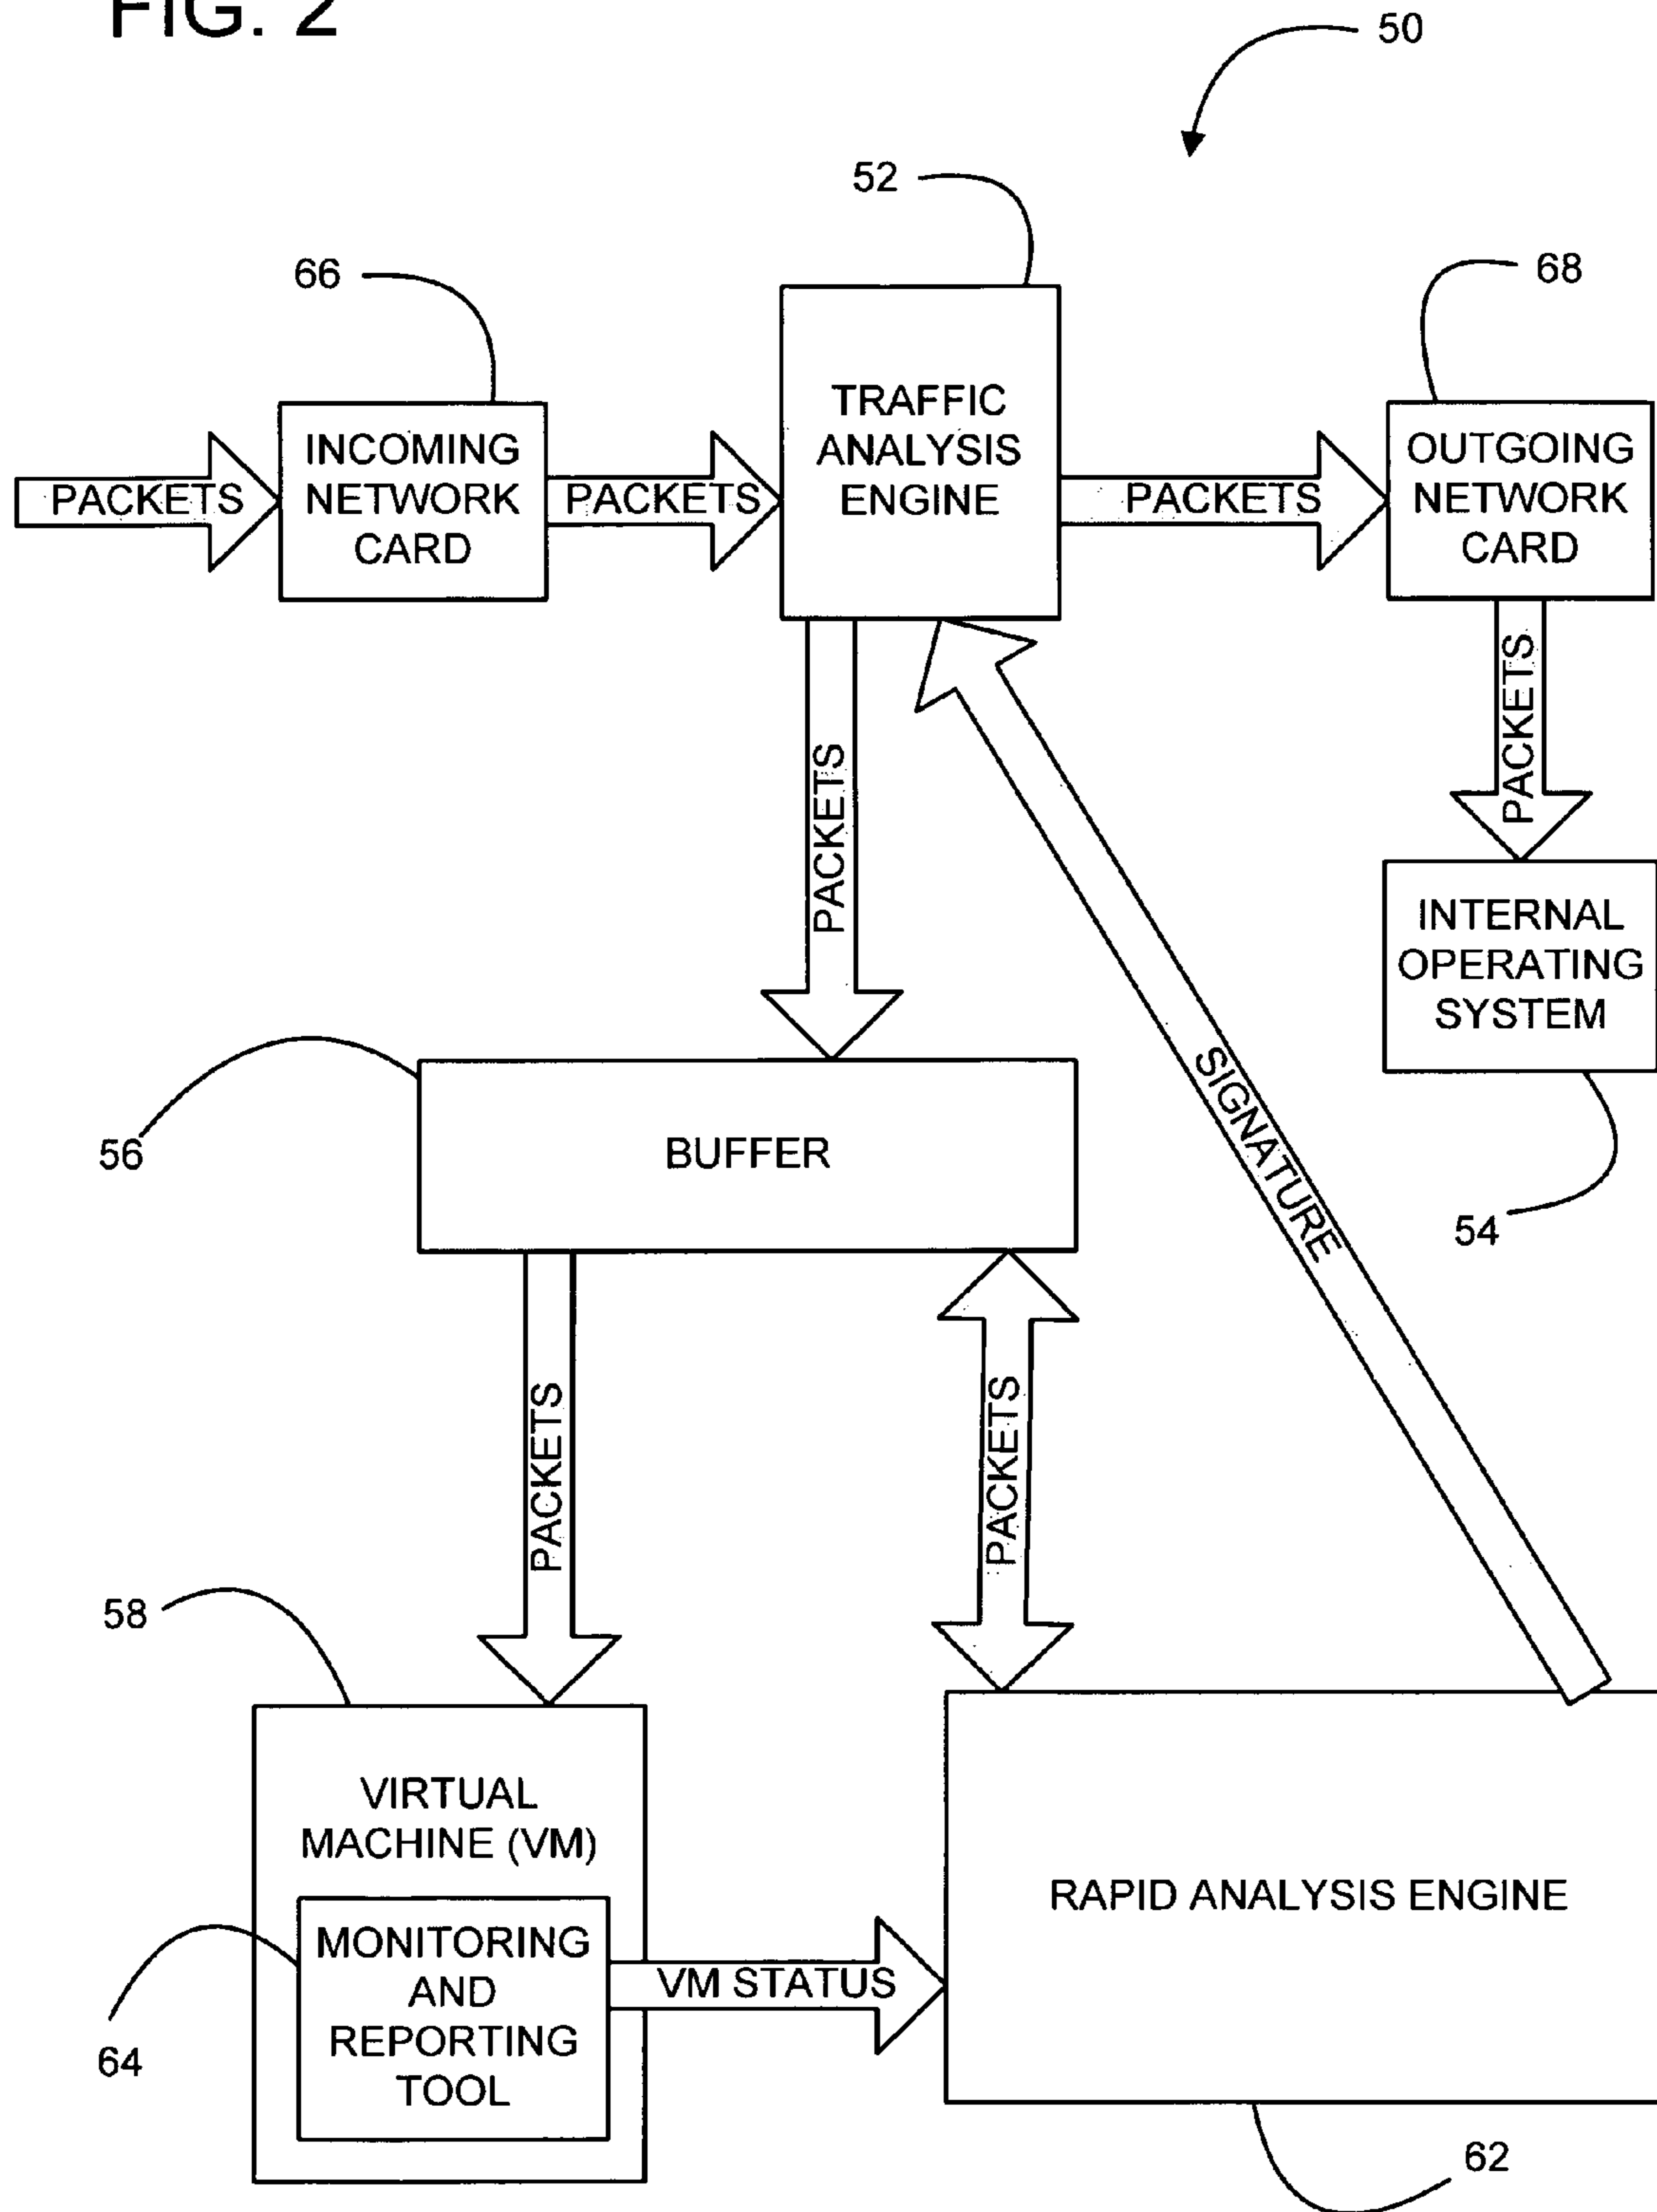 FIG. 2
50
52
66
68
TRAFFIC
ANALYSIS
ENGINE
INCOMING
NETWORK
CARD
OUTGOING
NETWORK
CARD
PACKETS
PACKETS
PACKETS
PACKETS
PACKETS
INTERNAL
OPERATING
SYSTEM
54
SIGNATURE
56
BUFFER
PACKETS
PACKETS
58
VIRTUAL
MACHINE (VM)
RAPID ANALYSIS ENGINE
MONITORING
AND
REPORTING
TOOL
VM STATUS
64
62